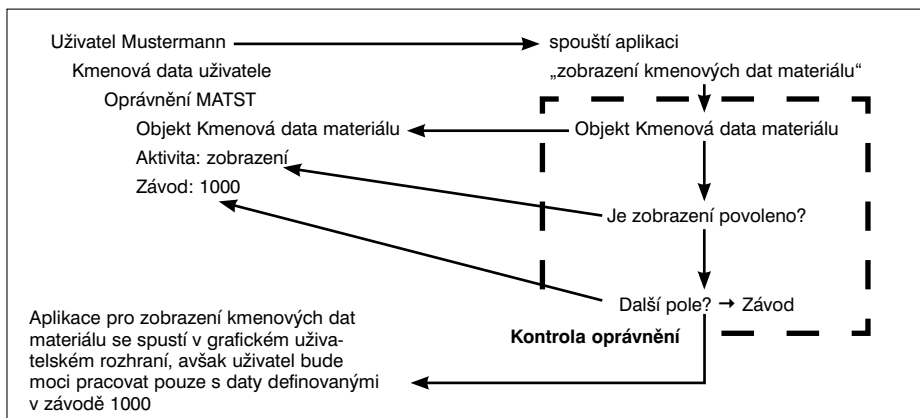 Uživatel Mustermann
Kmenová data uživatele
Oprávnění MATST
Objekt Kmenová data materiálu
Aktivita: zobrazení
Závod: 1000
spouští aplikaci
„zobrazení kmenových dat materiálu“
Objekt Kmenová data materiálu
Je zobrazení povoleno?
Další pole? → Závod
Kontrola oprávnění
Aplikace pro zobrazení kmenových dat
materiálu se spustí v grafickém uživa-
telském rozhraní, avšak uživatel bude
moci pracovat pouze s daty definovanými
v závodě 1000